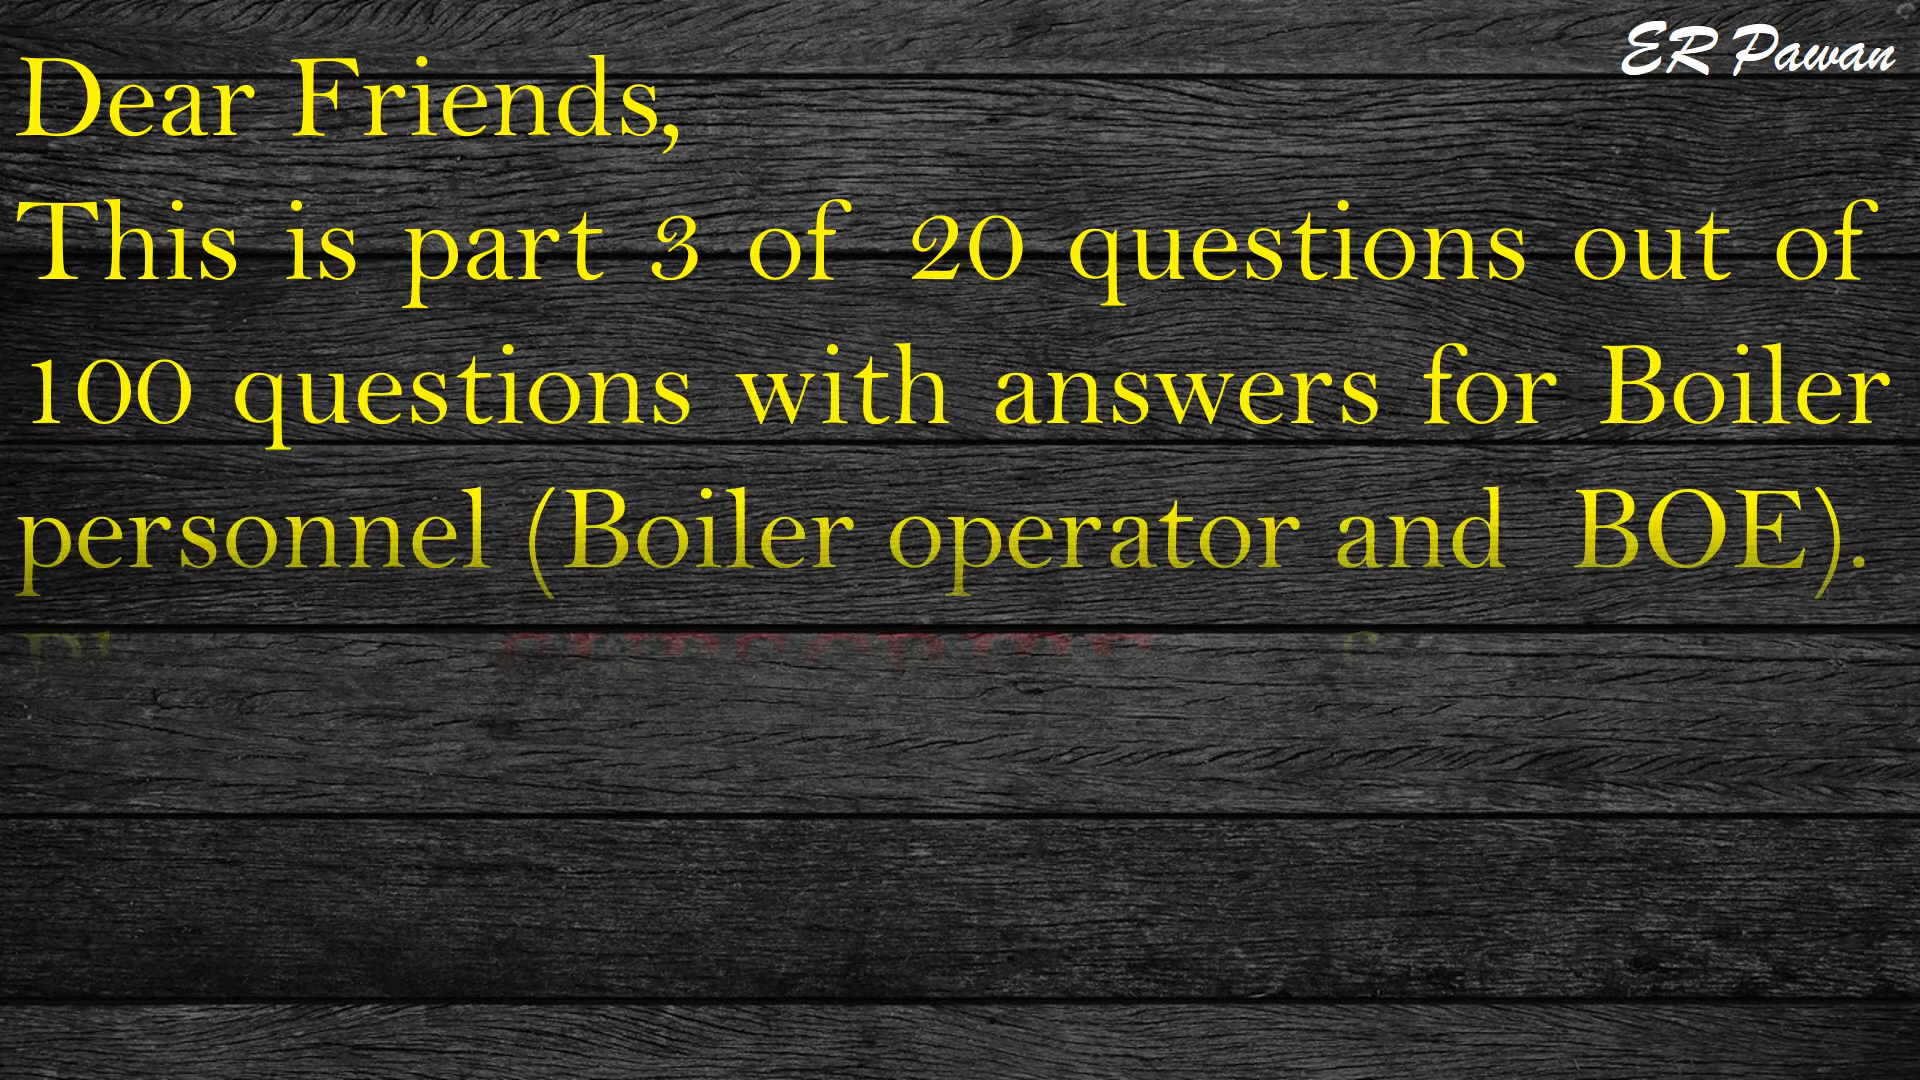 ER Pawan
Dear Friends,
This is part 3 of 20 questions out of
100 questions with answers for Boiler
personnel (Boiler operator and BOE).